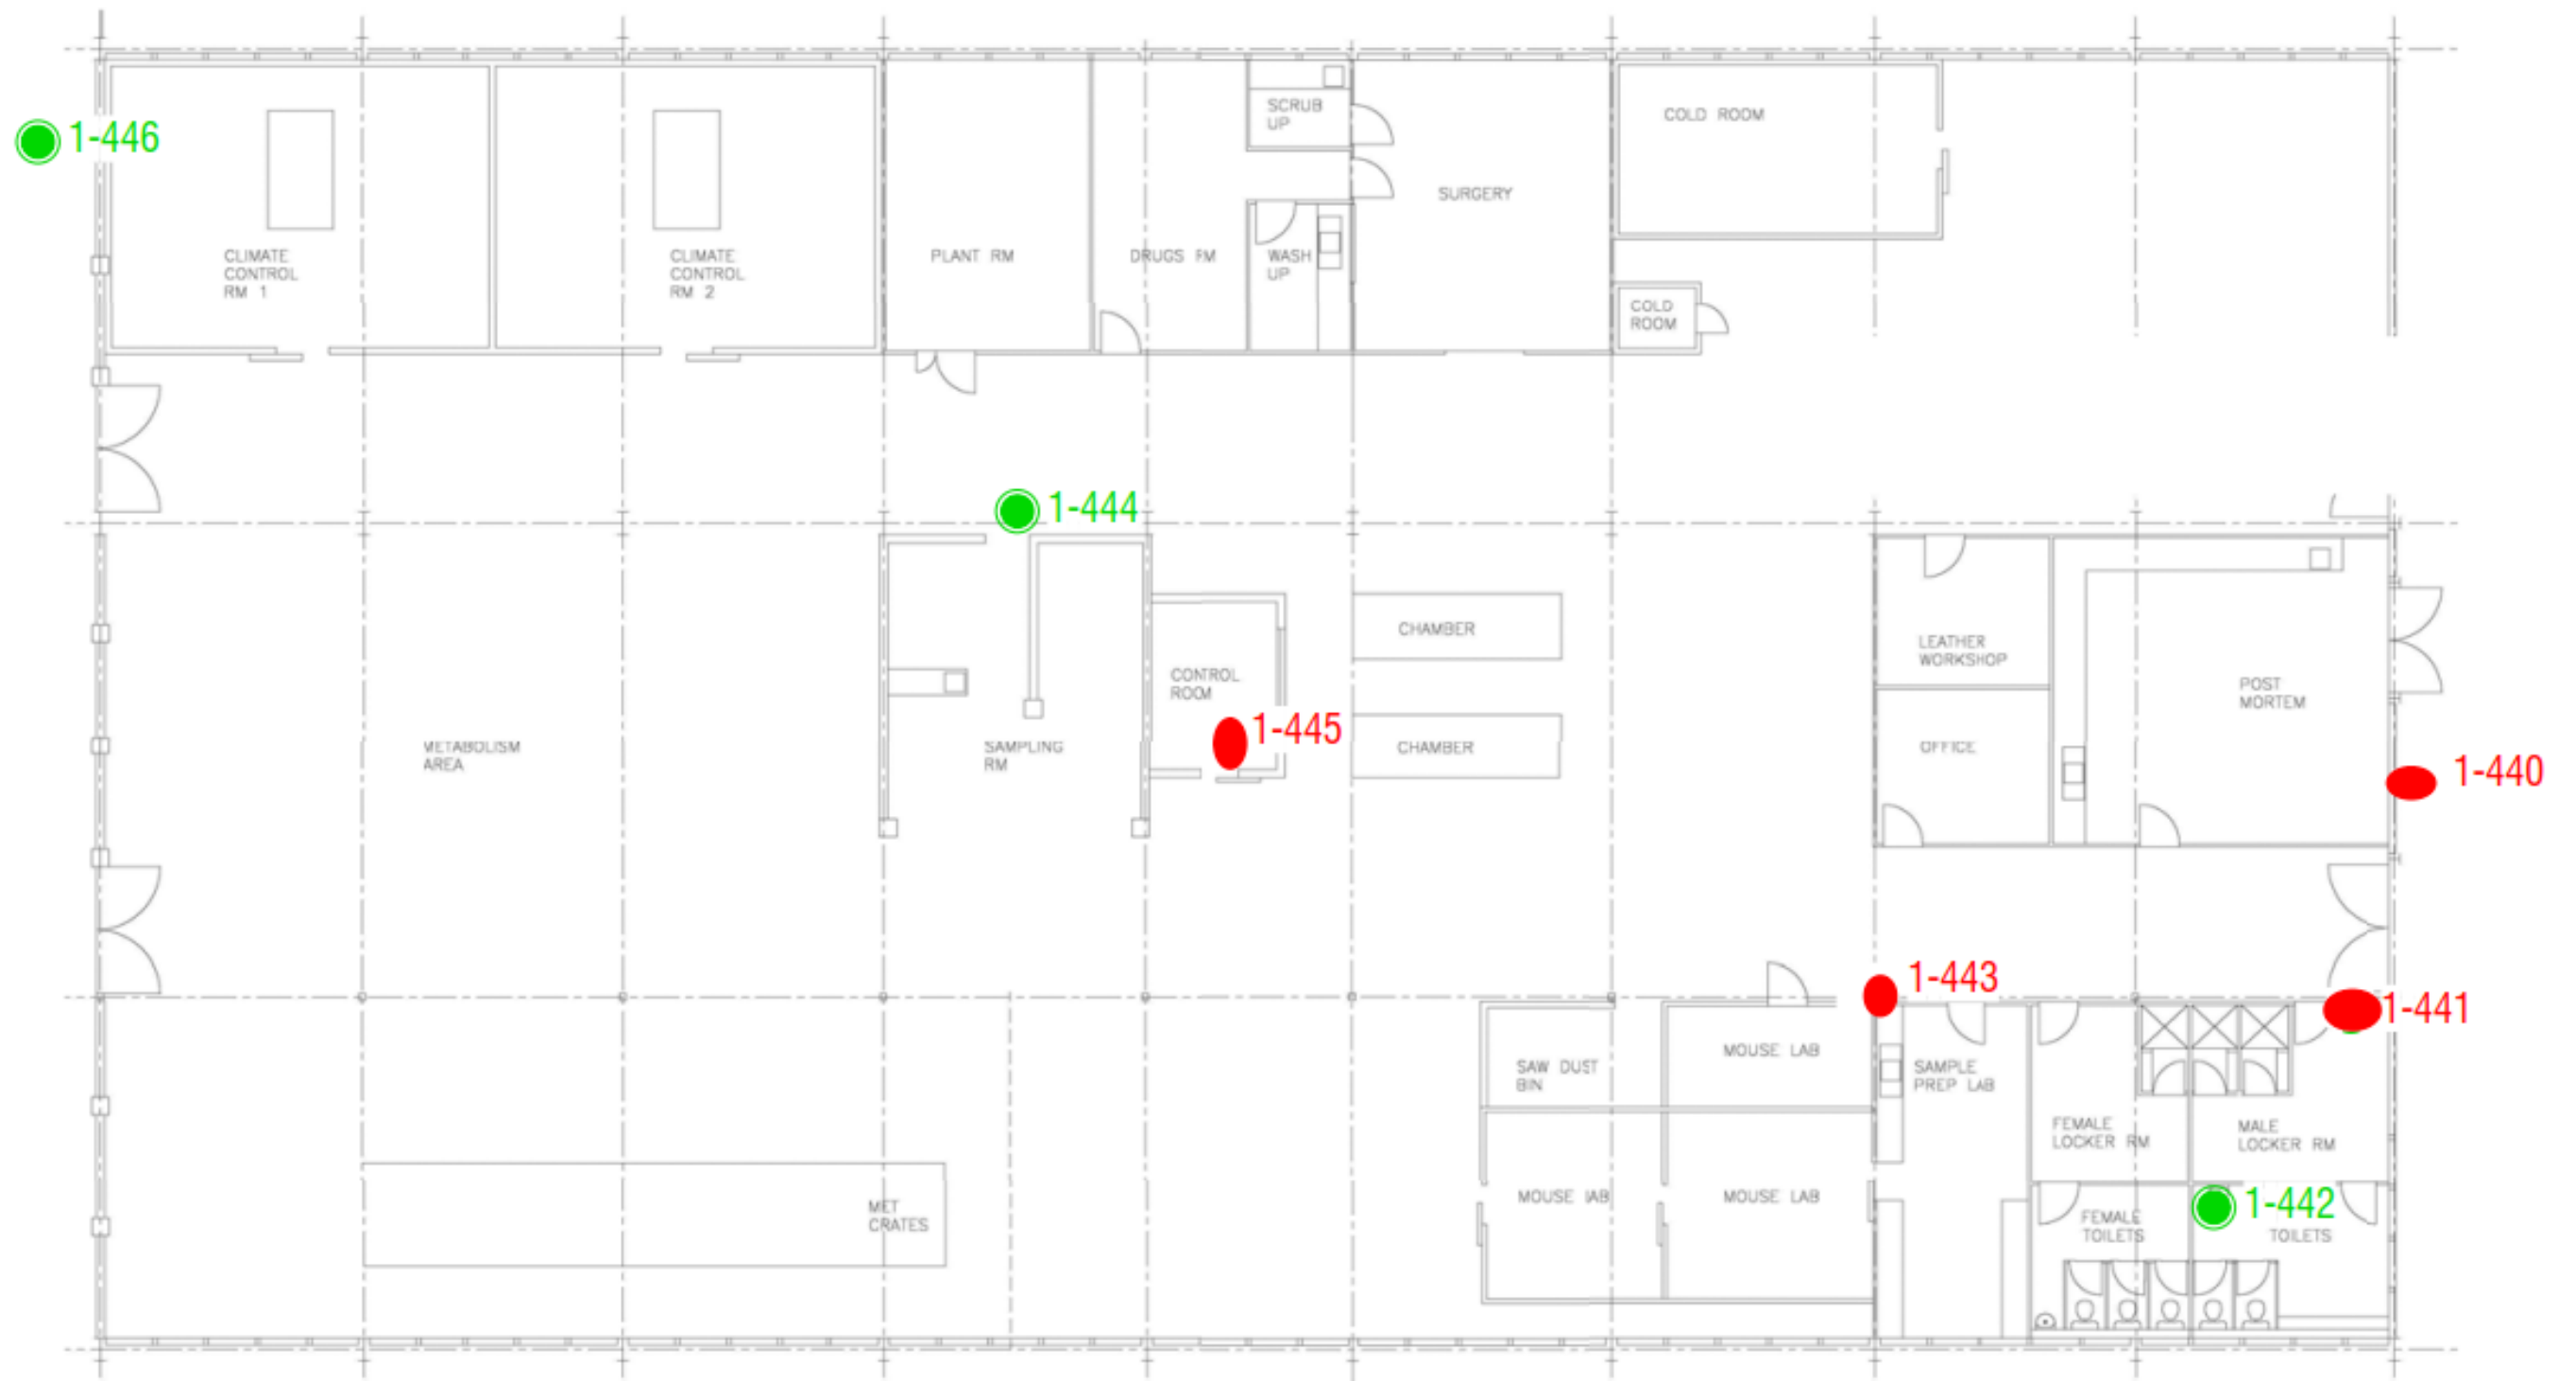 1-446
CLIMATE
CONTROL
RM 1
CLIMATE
CONTROL
RM 2
PLANT RM
DRUGS RM
SCRUB
UP
WASH
UP
SURGERY
COLD ROOM
COLD
ROOM
1-444
METABOLISM
AREA
SAMPLING
RM
CONTROL
ROOM
1-445
CHAMBER
CHAMBER
LEATHER
WORKSHOP
OFFICE
POST
MORTEM
1-440
1-443
1-441
SAW DUST
BIN
MOUSE LAB
SAMPLE
PREP LAB
FEMALE
LOCKER RM
MALE
LOCKER RM
MET
CRATES
MOUSE LAB
MOUSE LAB
FEMALE
TOILETS
1-442
TOILETS